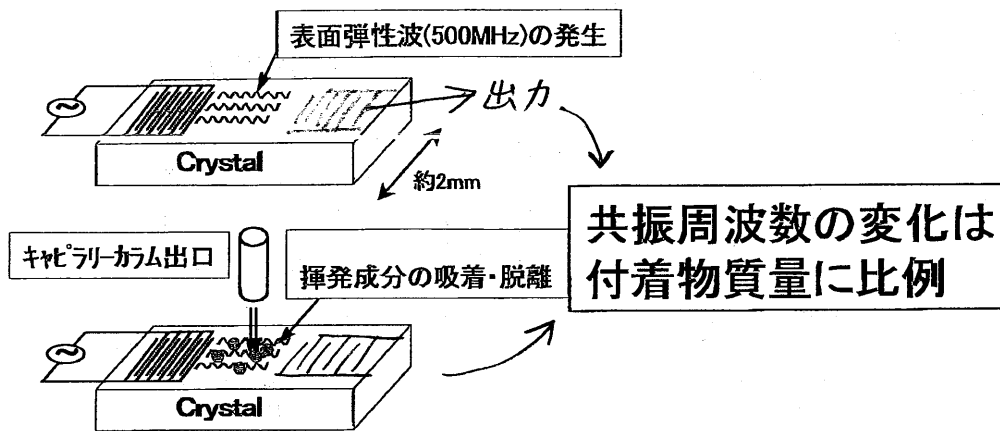 表面弾性波(500MHz)の発生
出力
Crystal
約2mm
キャピラリーカラム出口
揮発成分の吸着・脱離
共振周波数の変化は
付着物質量に比例
Crystal